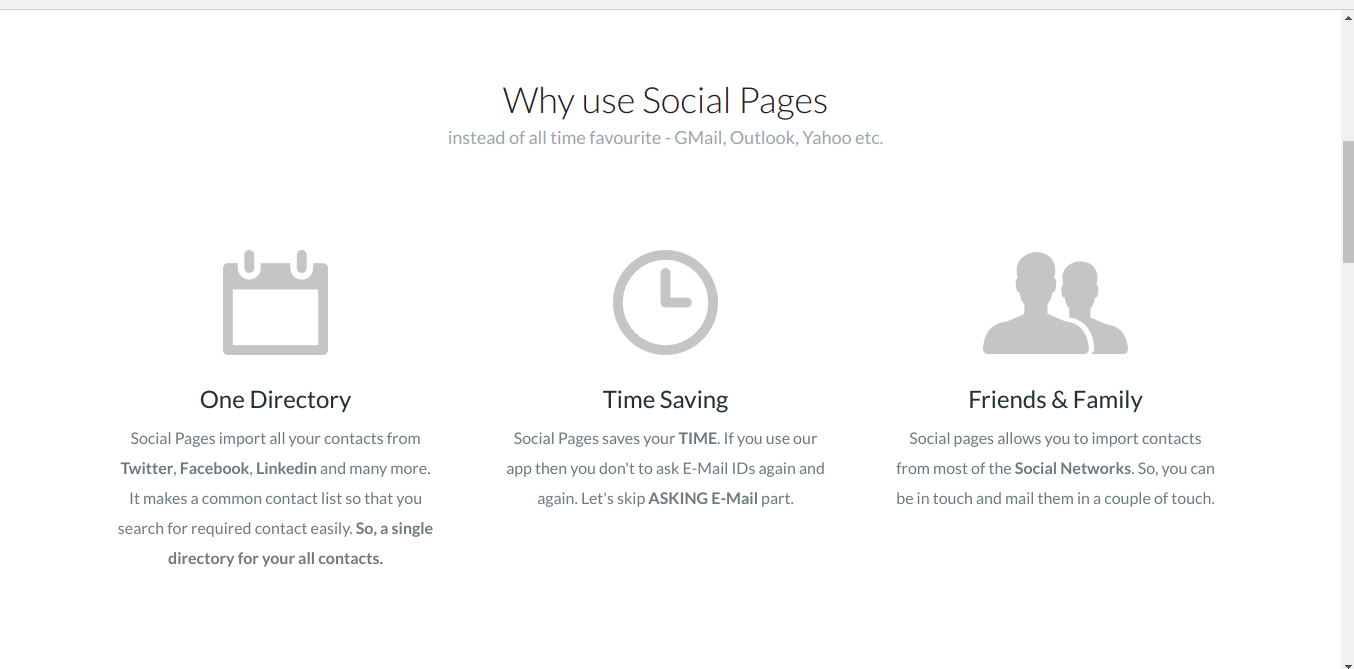 Why use Social Pages
instead of all time favourite - GMail, Outlook, Yahoo etc.
One Directory
Social Pages import all your contacts from
Twitter, Facebook, Linkedin and many more.
It makes a common contact list so that you
search for required contact easily. So, a single
directory for your all contacts.
Time Saving
Social Pages saves your TIME. If you use our
app then you don't to ask E-Mail IDs again and
again. Let's skip ASKING E-Mail part.
Friends & Family
Social pages allows you to import contacts
from most of the Social Networks. So, you can
be in touch and mail them in a couple of touch.